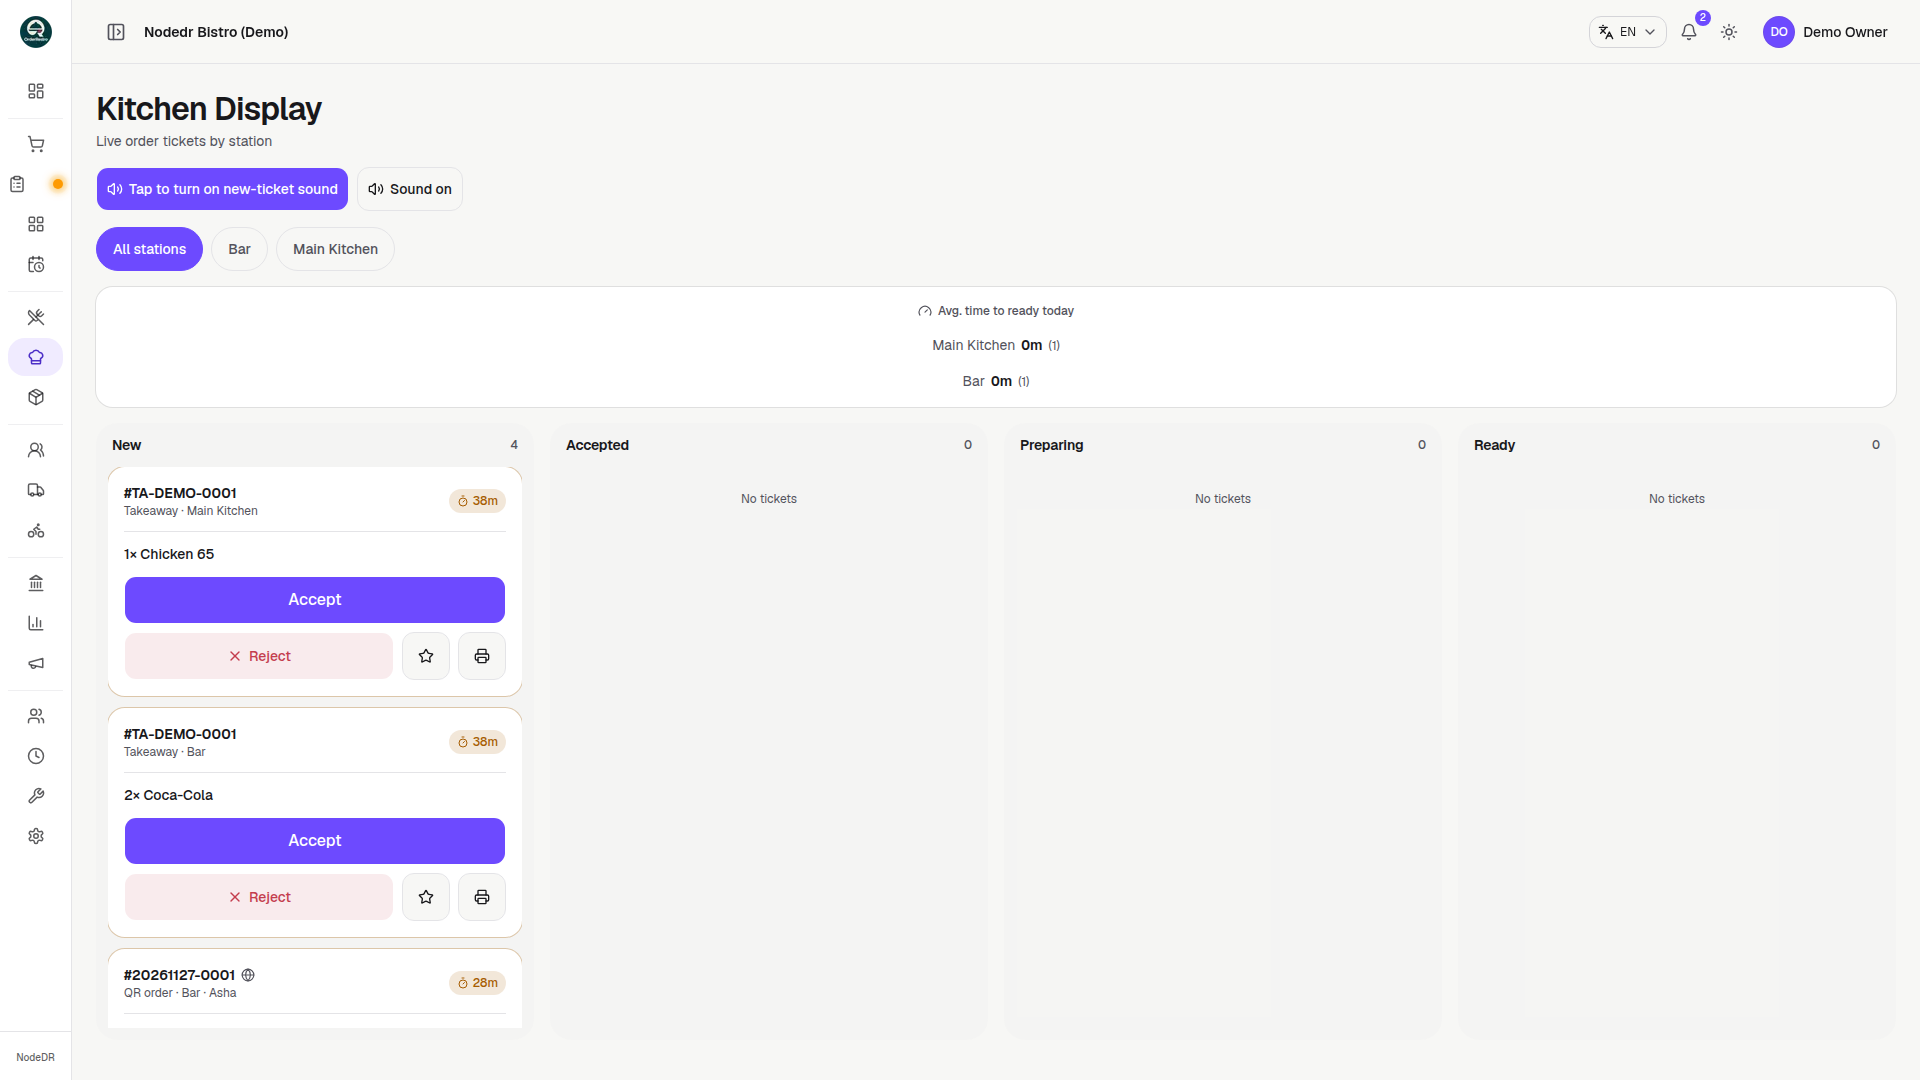 Nodedr Bistro (Demo)
EN
2
DO
Demo Owner
Kitchen Display
Live order tickets by station
Tap to turn on new-ticket sound
Sound on
All stations
Bar
Main Kitchen
Avg. time to ready today
Main Kitchen 0m (1)
Bar 0m (1)
New 4
#TA-DEMO-0001
38m
Takeaway · Main Kitchen
1× Chicken 65
Accept
Reject
#TA-DEMO-0001
38m
Takeaway · Bar
2× Coca-Cola
Accept
Reject
#20261127-0001
28m
QR order · Bar · Asha
Accepted 0
No tickets
Preparing 0
No tickets
Ready 0
No tickets
NodeDR